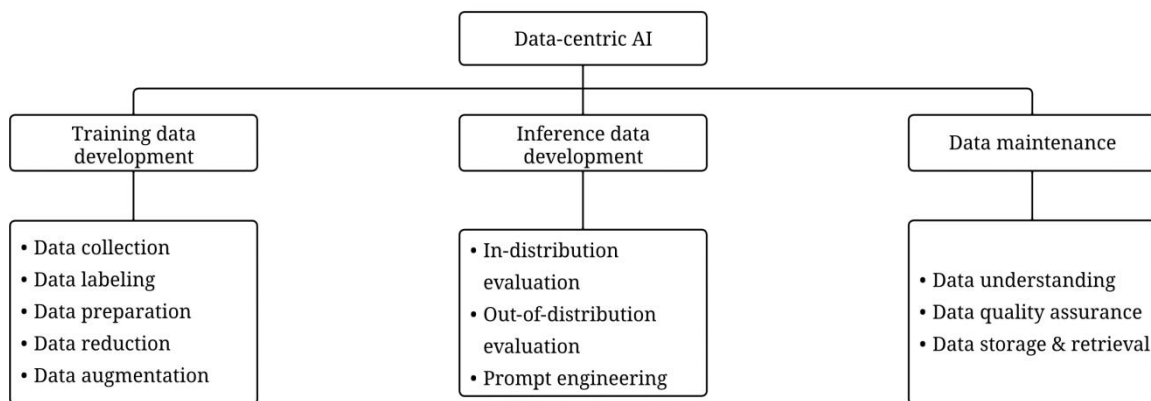 Data-centric AI
Training data
development
Inference data
development
Data maintenance
• Data collection
• Data labeling
• Data preparation
• Data reduction
• Data augmentation
• In-distribution
evaluation
• Out-of-distribution
evaluation
• Prompt engineering
• Data understanding
• Data quality assurance
• Data storage & retrieval